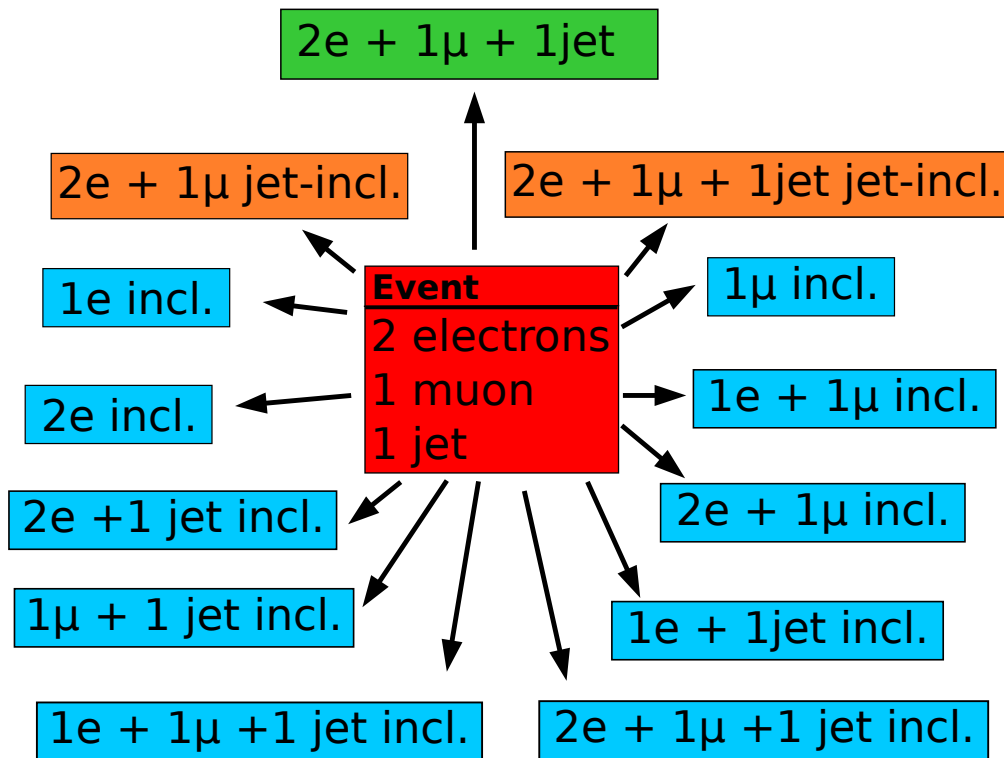 2e + 1μ + 1jet
2e + 1μ jet-incl.
2e + 1μ + 1jet jet-incl.
1e incl.
Event
2 electrons
1 muon
1 jet
1μ incl.
2e incl.
1e + 1μ incl.
2e +1 jet incl.
2e + 1μ incl.
1μ + 1 jet incl.
1e + 1jet incl.
1e + 1μ +1 jet incl.
2e + 1μ +1 jet incl.